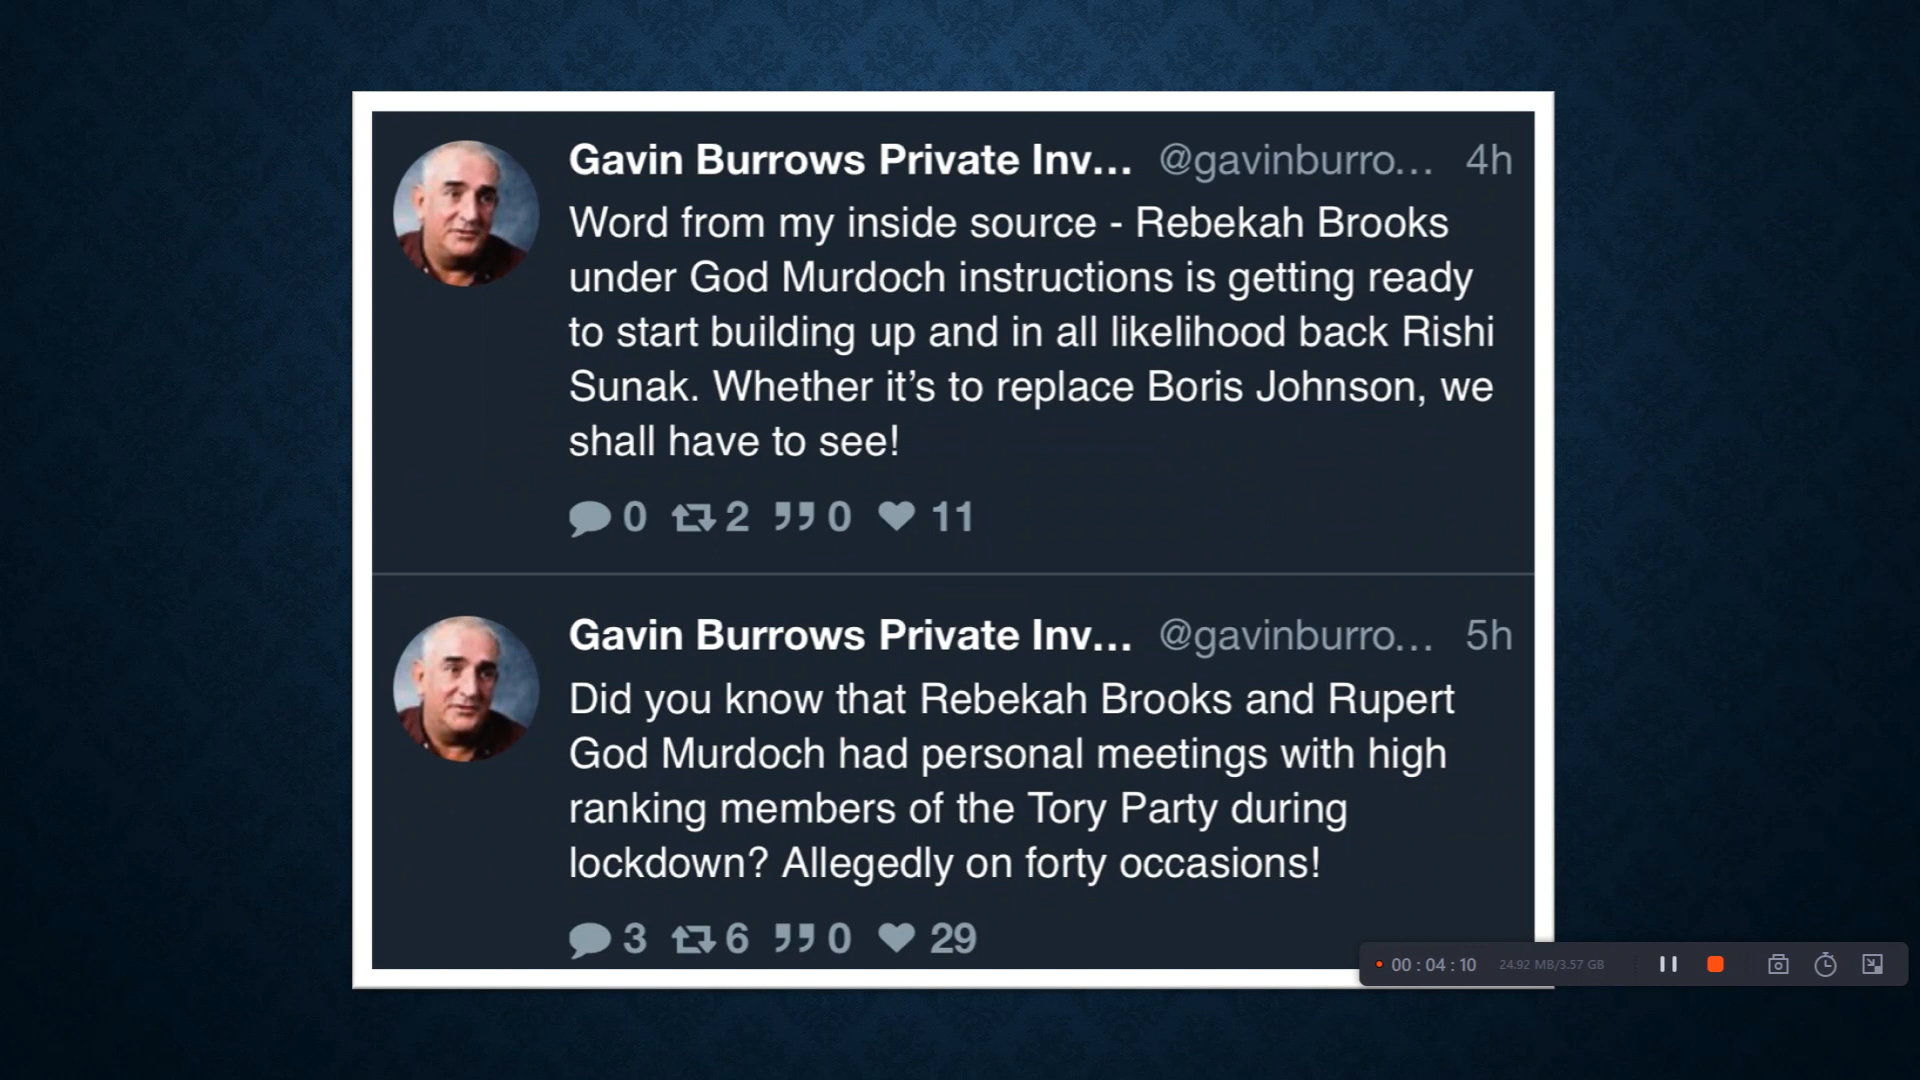 Gavin Burrows Private Inv... @gavinburro... 4h
Word from my inside source - Rebekah Brooks
under God Murdoch instructions is getting ready
to start building up and in all likelihood back Rishi
Sunak. Whether it’s to replace Boris Johnson, we
shall have to see!
0 2 0 11
Gavin Burrows Private Inv... @gavinburro... 5h
Did you know that Rebekah Brooks and Rupert
God Murdoch had personal meetings with high
ranking members of the Tory Party during
lockdown? Allegedly on forty occasions!
3 6 0 29
00 : 04 : 10 24.92 MB/3.57 GB